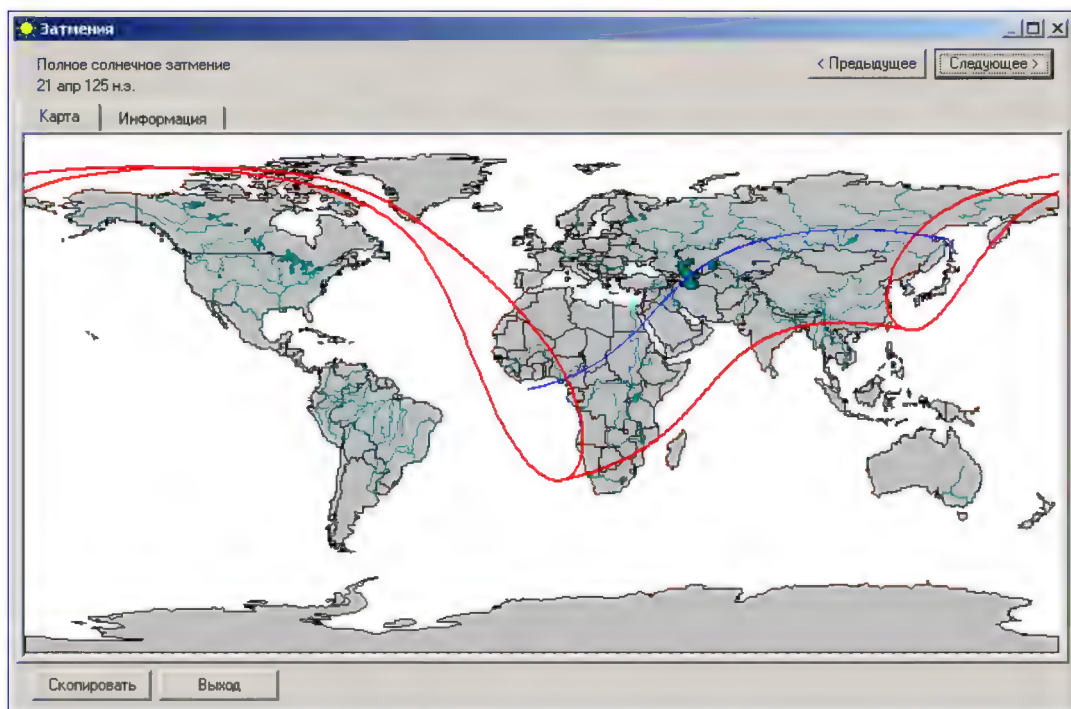 Затмения
Полное солнечное затмение
21 апр 125 н.э.
< Предыдущее
Следующее >
Карта
Информация
Скопировать
Выход